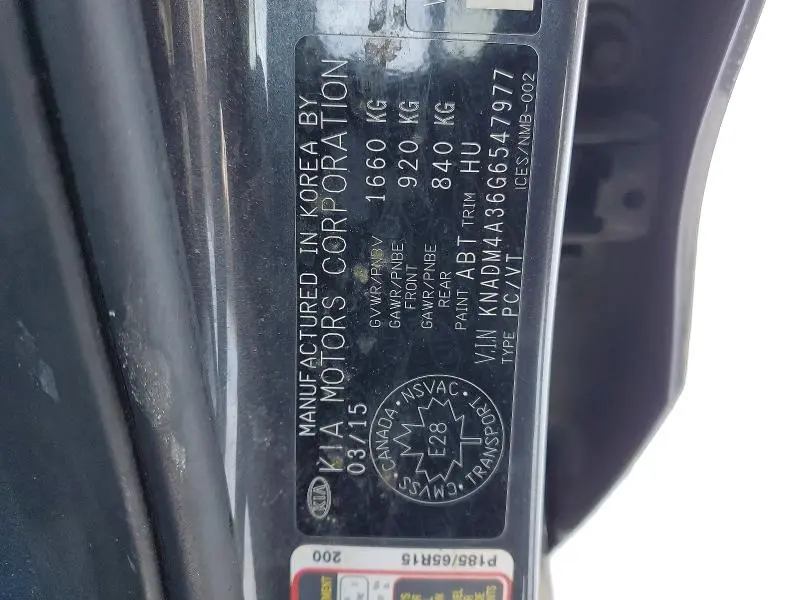 KIA
MANUFACTURED IN KOREA BY
KIA MOTORS CORPORATION
03/15
GVWR/PNBV 1660 KG
GAWR/PNBE FRONT 920 KG
GAWR/PNBE REAR 840 KG
PAINT ABT TRIM HU
V.I.N KNADM4A36G6547977
TYPE PC/VT ICES/NMB-002
CANADA • NSVAC • TRANSPORT • CMVSS
E28
P185/65R15
200